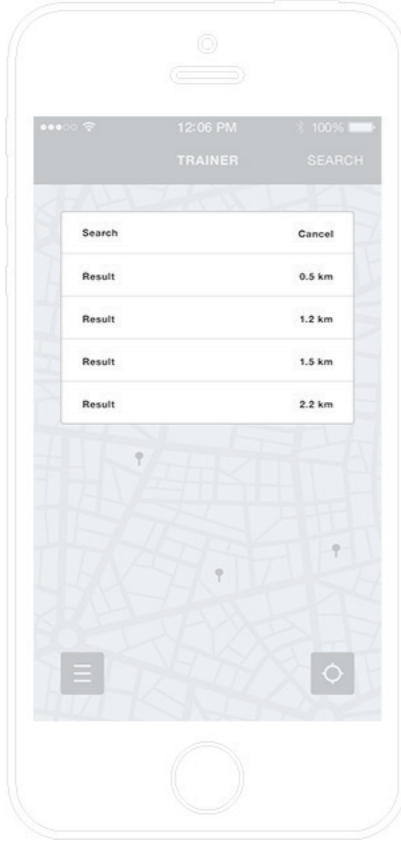 12:06 PM 100%
TRAINER SEARCH
Search Cancel
Result 0.5 km
Result 1.2 km
Result 1.5 km
Result 2.2 km